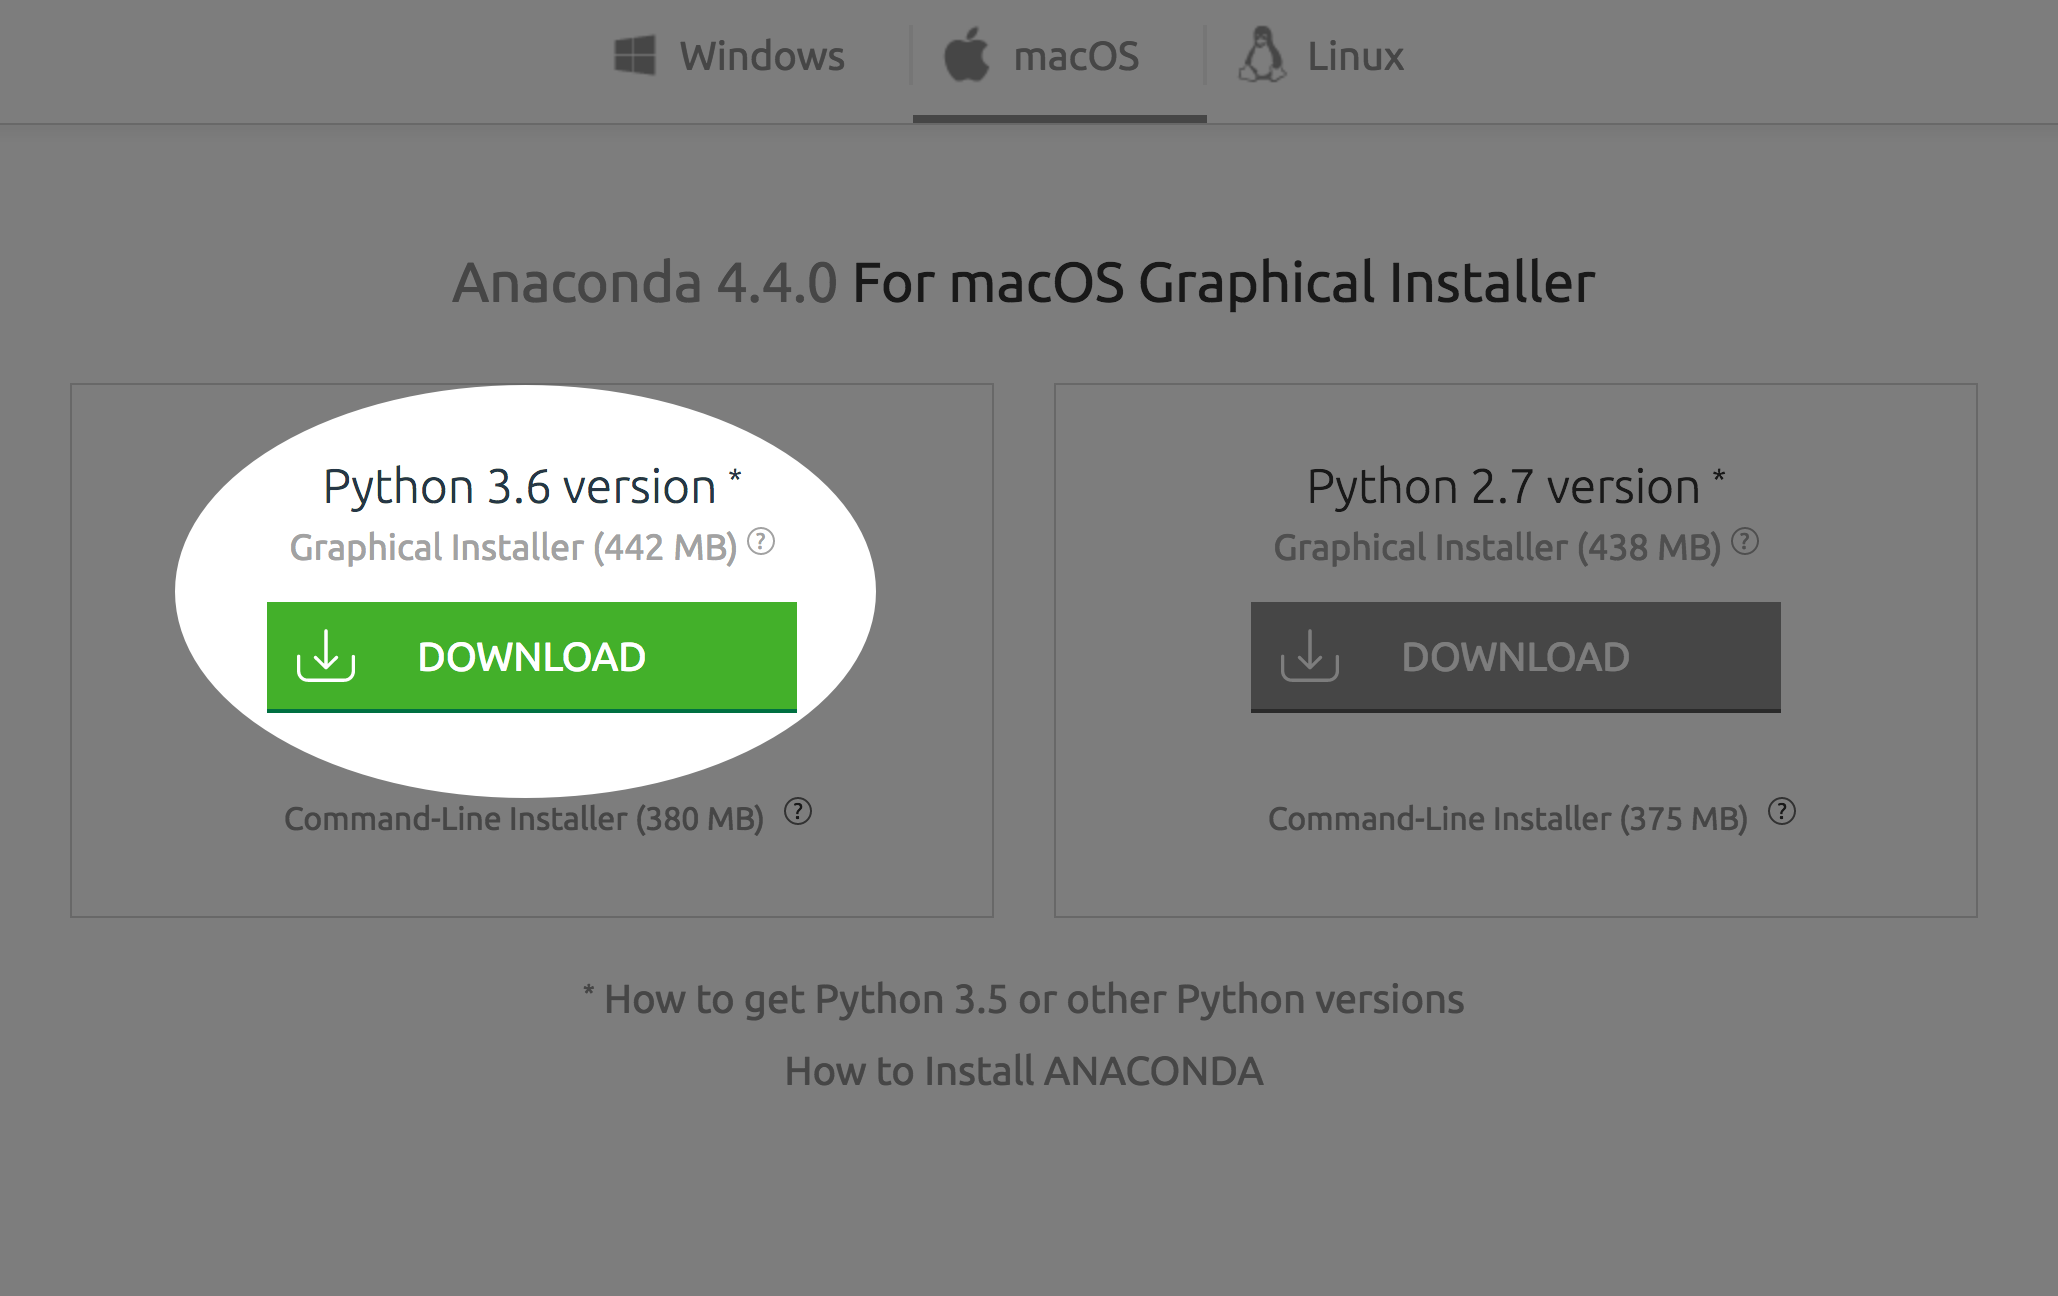 Windows
macOS
Linux
Anaconda 4.4.0 For macOS Graphical Installer
Python 3.6 version *
Graphical Installer (442 MB) ?
DOWNLOAD
Command-Line Installer (380 MB) ?
Python 2.7 version *
Graphical Installer (438 MB) ?
DOWNLOAD
Command-Line Installer (375 MB) ?
* How to get Python 3.5 or other Python versions
How to Install ANACONDA